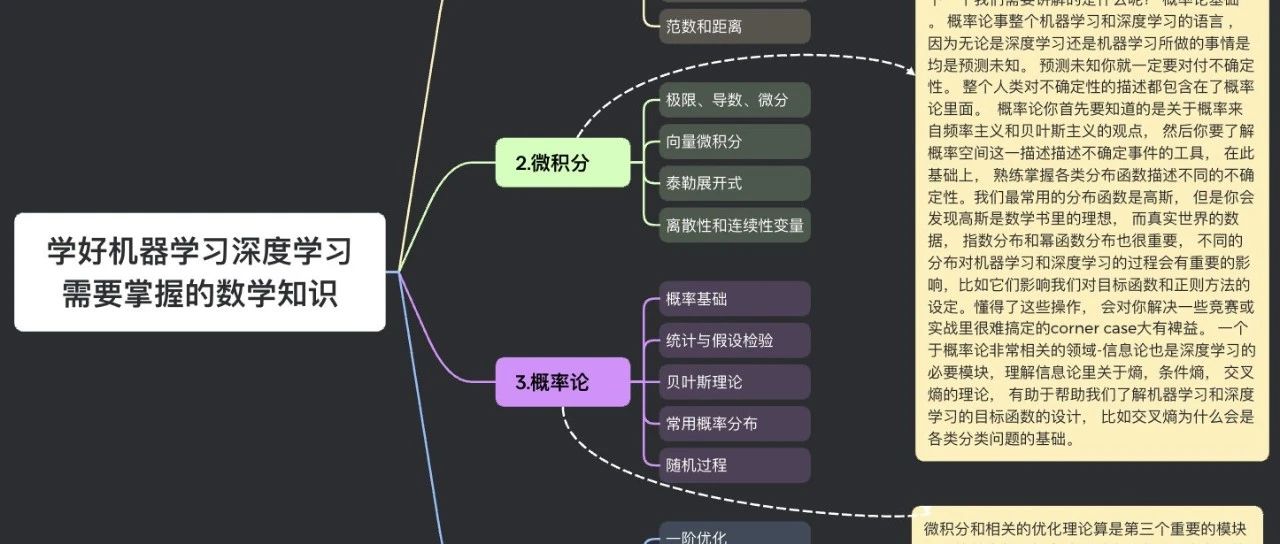 学好机器学习深度学习
需要掌握的数学知识
范数和距离
2.微积分
极限、导数、微分
向量微积分
泰勒展开式
离散性和连续性变量
3.概率论
概率基础
统计与假设检验
贝叶斯理论
常用概率分布
随机过程
一阶优化
。 概率论事整个机器学习和深度学习的语言，
因为无论是深度学习还是机器学习所做的事情是
均是预测未知。 预测未知你就一定要对付不确定
性。 整个人类对不确定性的描述都包含在了概率
论里面。 概率论你首先要知道的是关于概率来
自频率主义和贝叶斯主义的观点， 然后你要了解
概率空间这一描述描述不确定事件的工具， 在此
基础上， 熟练掌握各类分布函数描述不同的不确
定性。我们最常用的分布函数是高斯， 但是你会
发现高斯是数学书里的理想， 而真实世界的数
据， 指数分布和幂函数分布也很重要， 不同的
分布对机器学习和深度学习的过程会有重要的影
响，比如它们影响我们对目标函数和正则方法的
设定。懂得了这些操作， 会对你解决一些竞赛或
实战里很难搞定的corner case大有裨益。 一个
于概率论非常相关的领域-信息论也是深度学习的
必要模块，理解信息论里关于熵，条件熵， 交叉
熵的理论， 有助于帮助我们了解机器学习和深度
学习的目标函数的设计， 比如交叉熵为什么会是
各类分类问题的基础。
微积分和相关的优化理论算是第三个重要的模块